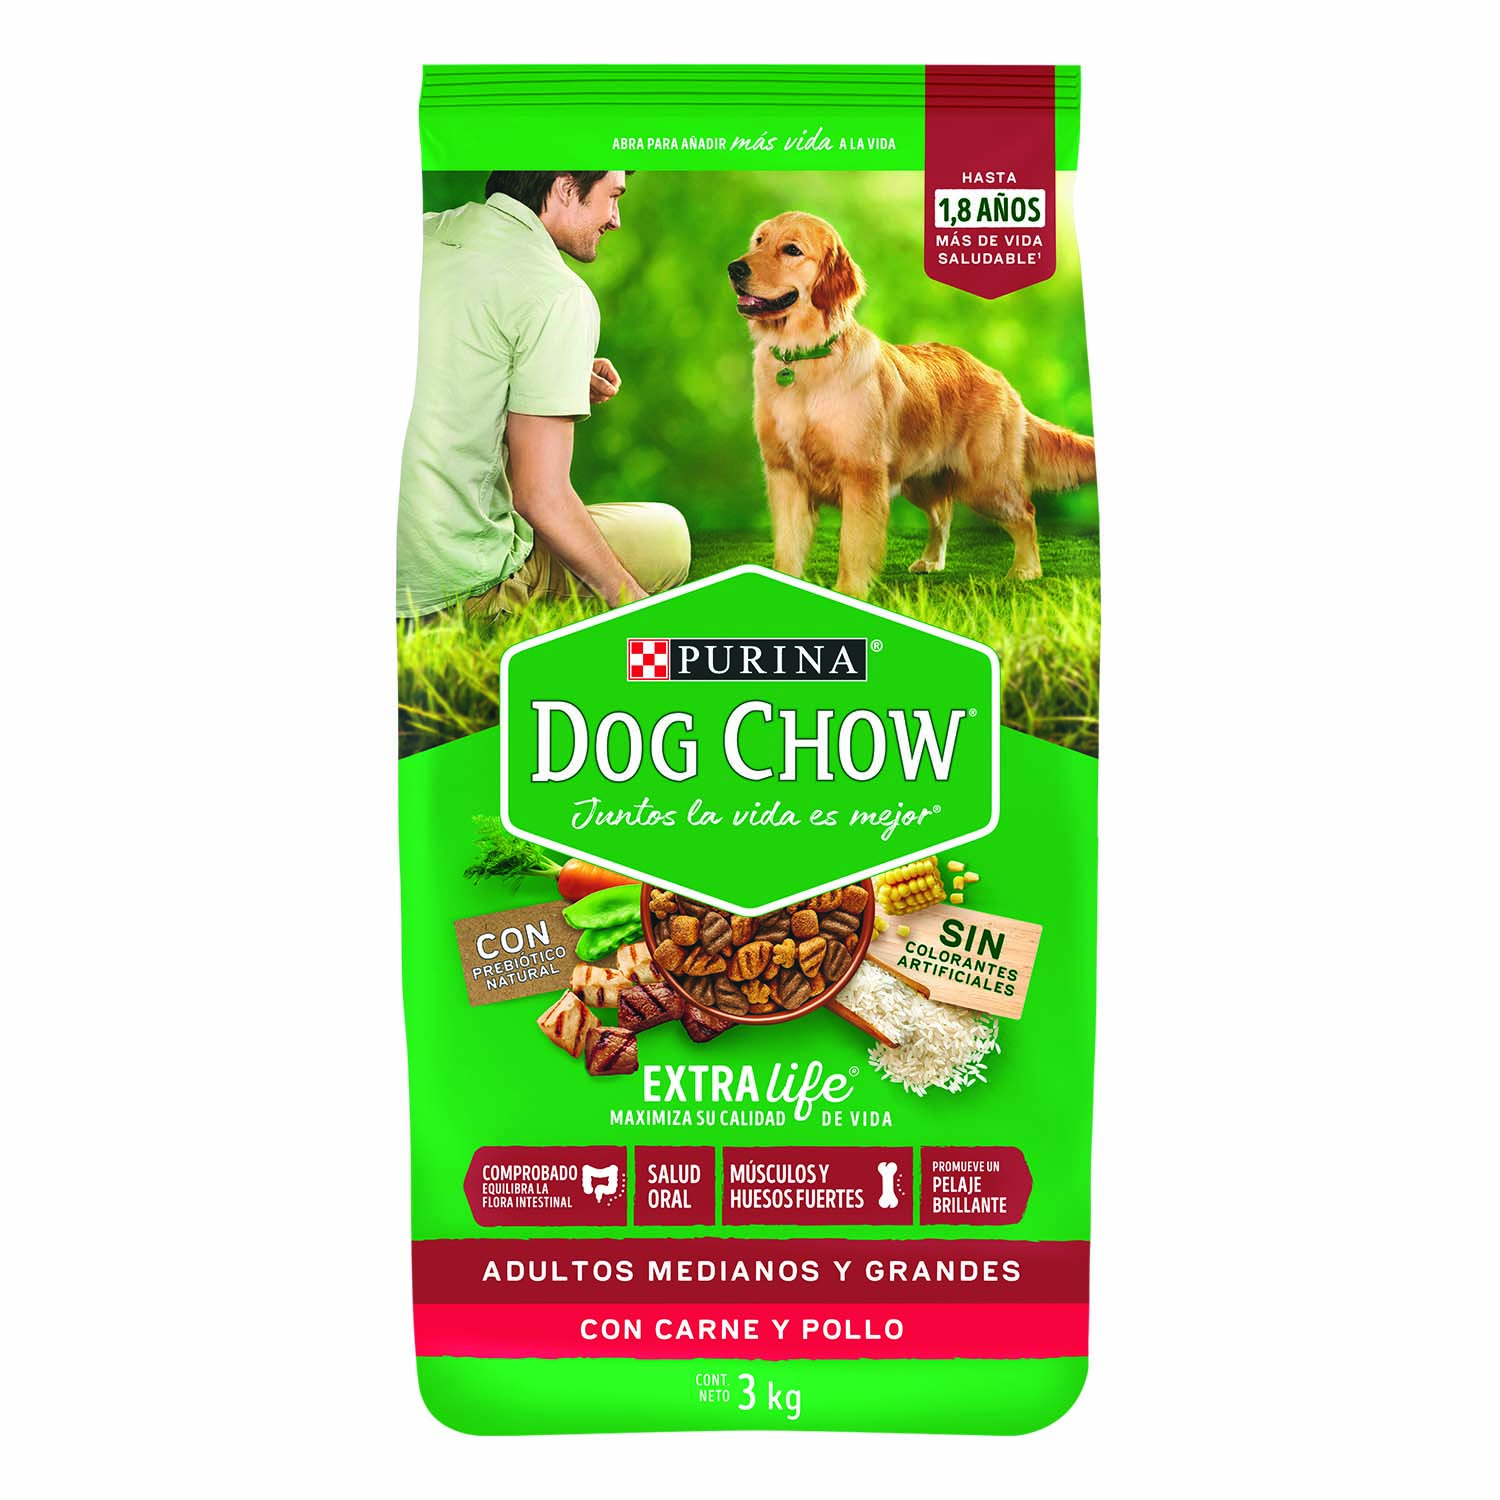 ABRA PARA AÑADIR más vida A LA VIDA
HASTA
1,8 AÑOS
MÁS DE VIDA
SALUDABLE¹
PURINA®
DOG CHOW®
Juntos la vida es mejor®
CON
PREBIÓTICO
NATURAL
SIN
COLORANTES
ARTIFICIALES
EXTRA life®
MAXIMIZA SU CALIDAD DE VIDA
COMPROBADO
EQUILIBRA LA
FLORA INTESTINAL
SALUD
ORAL
MÚSCULOS Y
HUESOS FUERTES
PROMUEVE UN
PELAJE
BRILLANTE
ADULTOS MEDIANOS Y GRANDES
CON CARNE Y POLLO
CONT.
NETO 3 kg